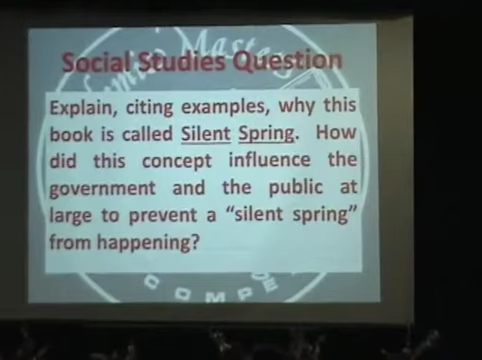 Social Studies Question
Explain, citing examples, why this
book is called Silent Spring. How
did this concept influence the
government and the public at
large to prevent a “silent spring”
from happening?